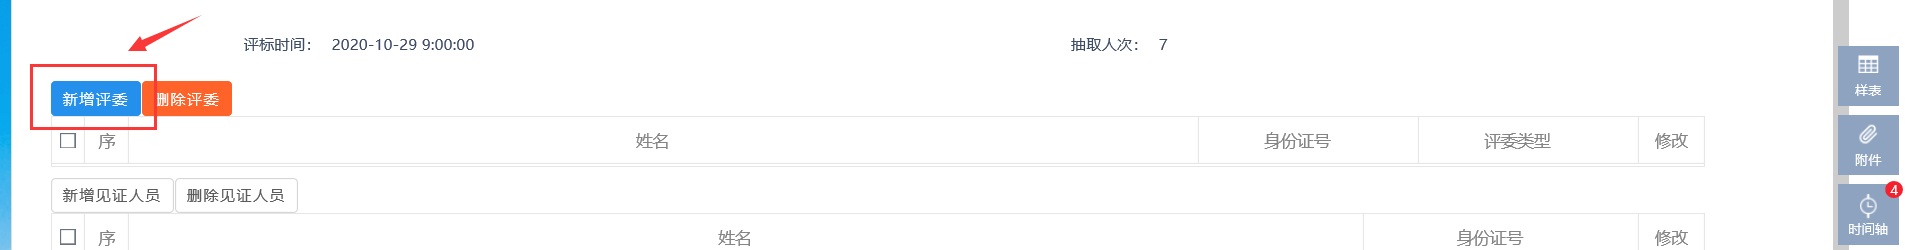 评标时间： 2020-10-29 9:00:00 抽取人次： 7
新增评委 删除评委
序 姓名 身份证号 评委类型 修改
新增见证人员 删除见证人员
序 姓名 身份证号 修改
样表
附件
4
时间轴